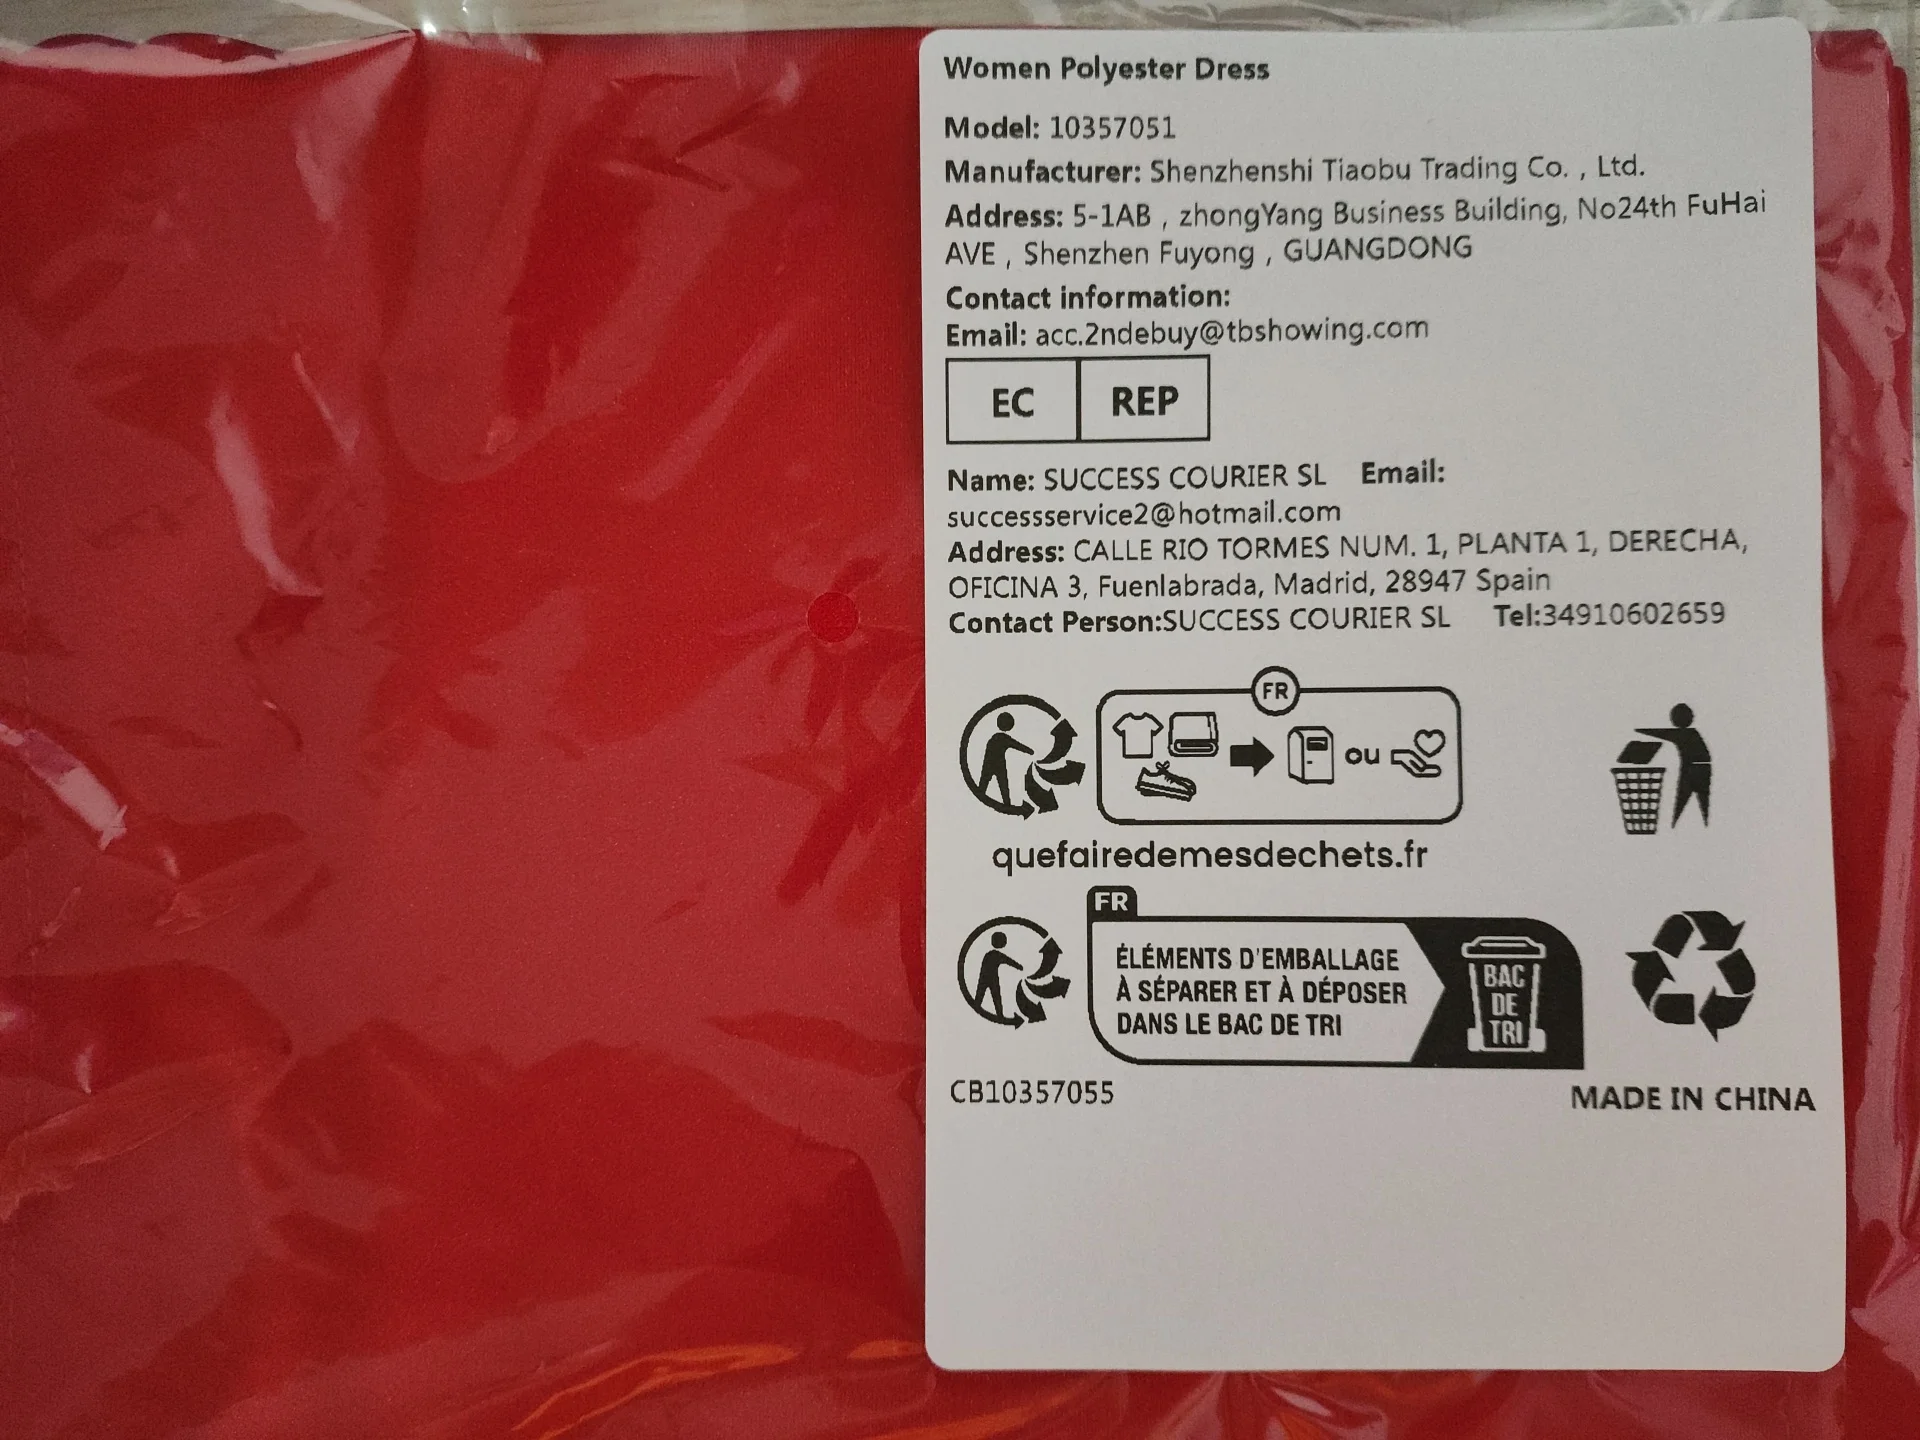 Women Polyester Dress
Model: 10357051
Manufacturer: Shenzhenshi Tiaobu Trading Co. , Ltd.
Address: 5-1AB , zhongYang Business Building, No24th FuHai
AVE , Shenzhen Fuyong , GUANGDONG
Contact information:
Email: acc.2ndebuy@tbshowing.com
EC REP
Name: SUCCESS COURIER SL Email:
successservice2@hotmail.com
Address: CALLE RIO TORMES NUM. 1, PLANTA 1, DERECHA,
OFICINA 3, Fuenlabrada, Madrid, 28947 Spain
Contact Person:SUCCESS COURIER SL Tel:34910602659
FR
ou
quefairedemesdechets.fr
FR
ÉLÉMENTS D'EMBALLAGE
À SÉPARER ET À DÉPOSER
DANS LE BAC DE TRI
BAC
DE
TRI
CB10357055
MADE IN CHINA